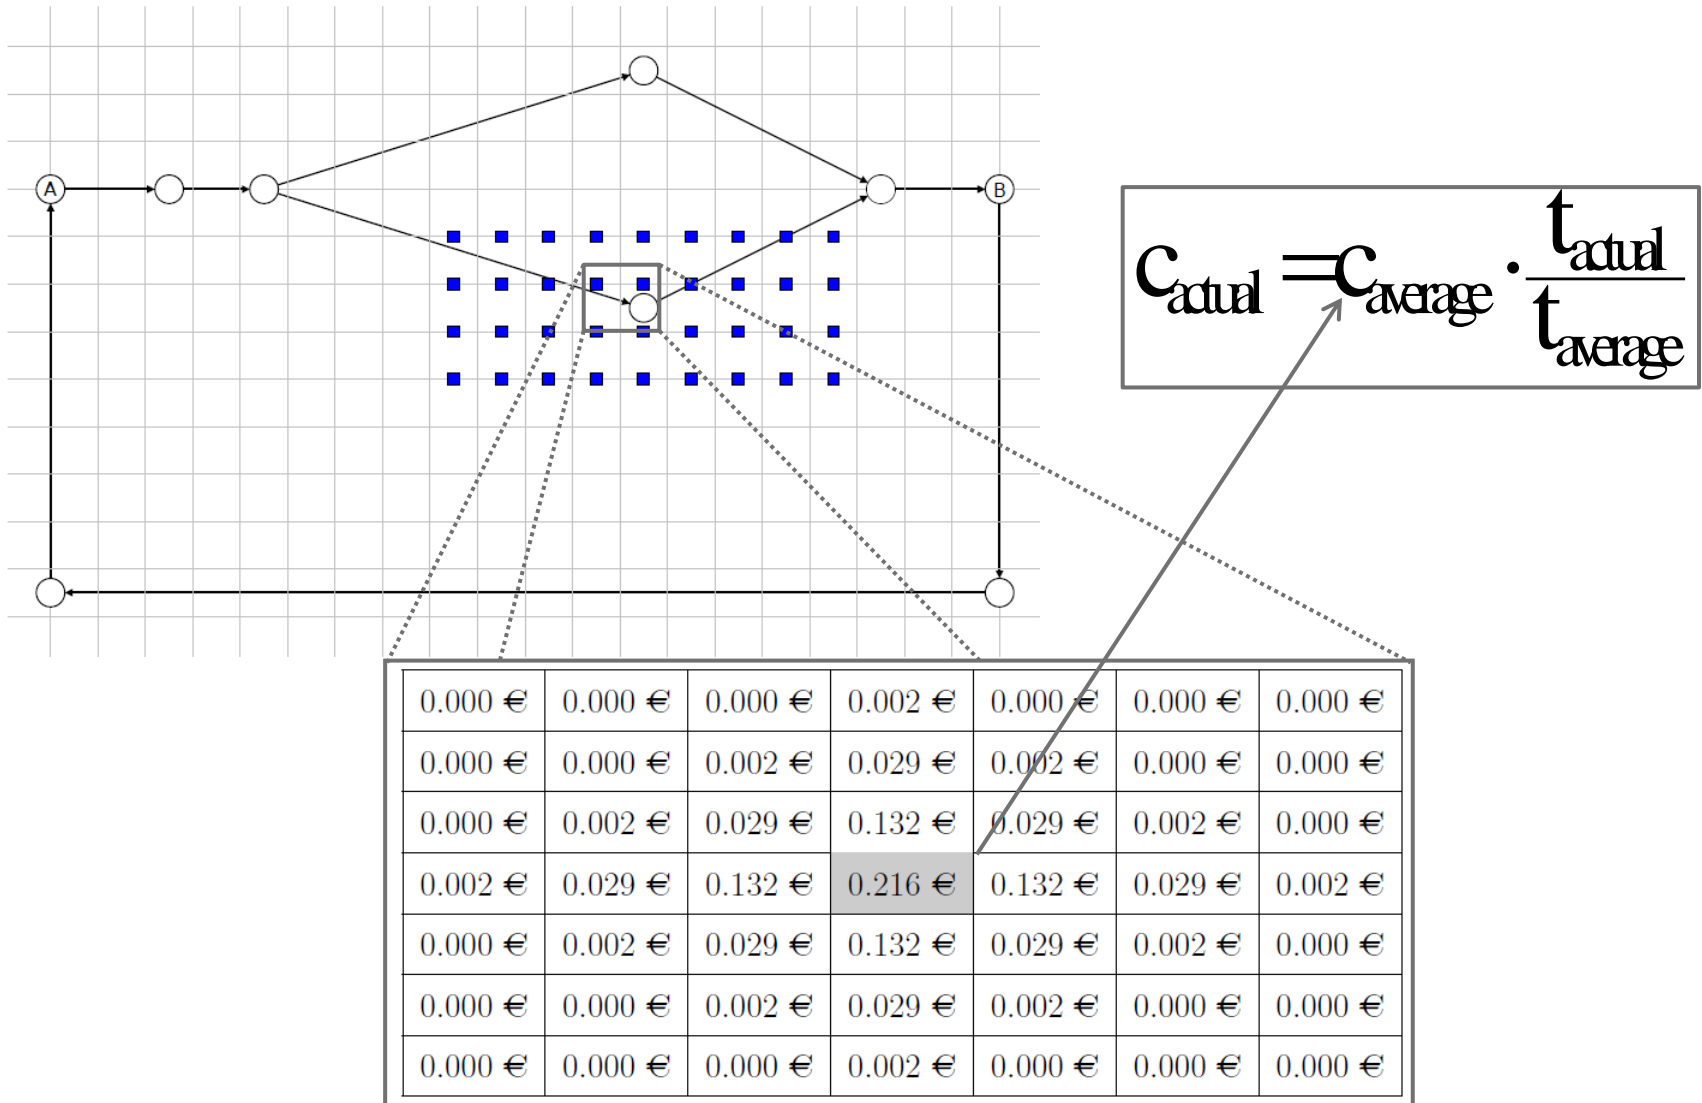 A
B
c_actual = c_average · t_actual / t_average
0.000 € 0.000 € 0.000 € 0.002 € 0.000 € 0.000 € 0.000 €
0.000 € 0.000 € 0.002 € 0.029 € 0.002 € 0.000 € 0.000 €
0.000 € 0.002 € 0.029 € 0.132 € 0.029 € 0.002 € 0.000 €
0.002 € 0.029 € 0.132 € 0.216 € 0.132 € 0.029 € 0.002 €
0.000 € 0.002 € 0.029 € 0.132 € 0.029 € 0.002 € 0.000 €
0.000 € 0.000 € 0.002 € 0.029 € 0.002 € 0.000 € 0.000 €
0.000 € 0.000 € 0.000 € 0.002 € 0.000 € 0.000 € 0.000 €